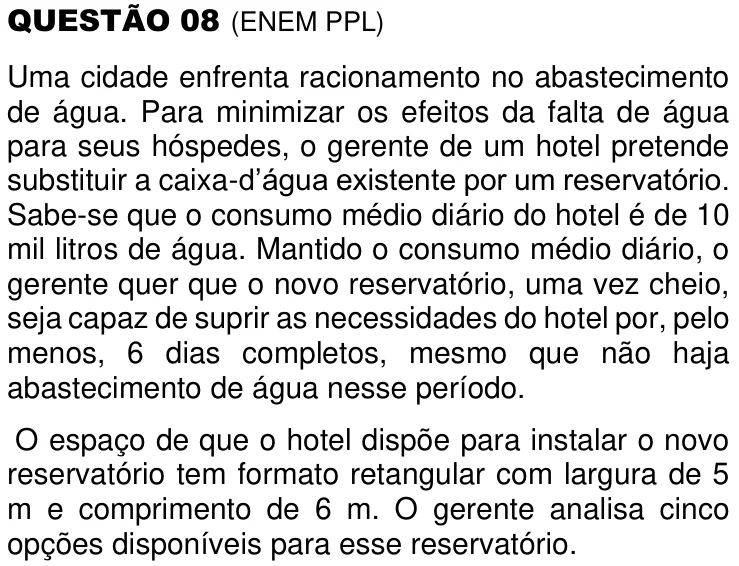 QUESTÃO 08 (ENEM PPL)
Uma cidade enfrenta racionamento no abastecimento
de água. Para minimizar os efeitos da falta de água
para seus hóspedes, o gerente de um hotel pretende
substituir a caixa-d’água existente por um reservatório.
Sabe-se que o consumo médio diário do hotel é de 10
mil litros de água. Mantido o consumo médio diário, o
gerente quer que o novo reservatório, uma vez cheio,
seja capaz de suprir as necessidades do hotel por, pelo
menos, 6 dias completos, mesmo que não haja
abastecimento de água nesse período.
O espaço de que o hotel dispõe para instalar o novo
reservatório tem formato retangular com largura de 5
m e comprimento de 6 m. O gerente analisa cinco
opções disponíveis para esse reservatório.